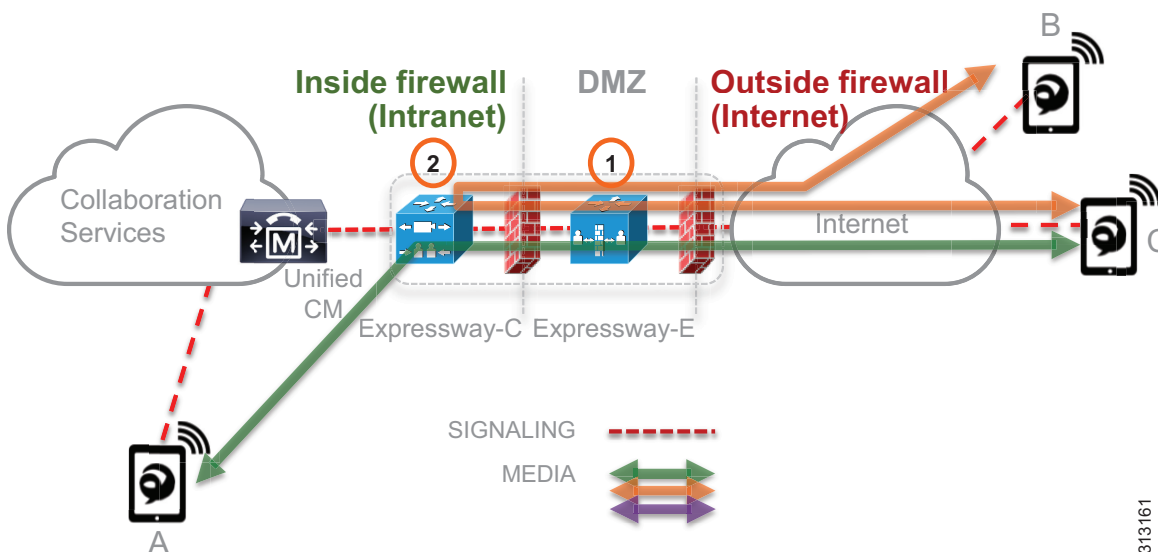 B
Inside firewall
(Intranet)
DMZ
Outside firewall
(Internet)
2
1
Collaboration
Services
M
Internet
C
Unified
CM
Expressway-C
Expressway-E
SIGNALING
MEDIA
A
313161